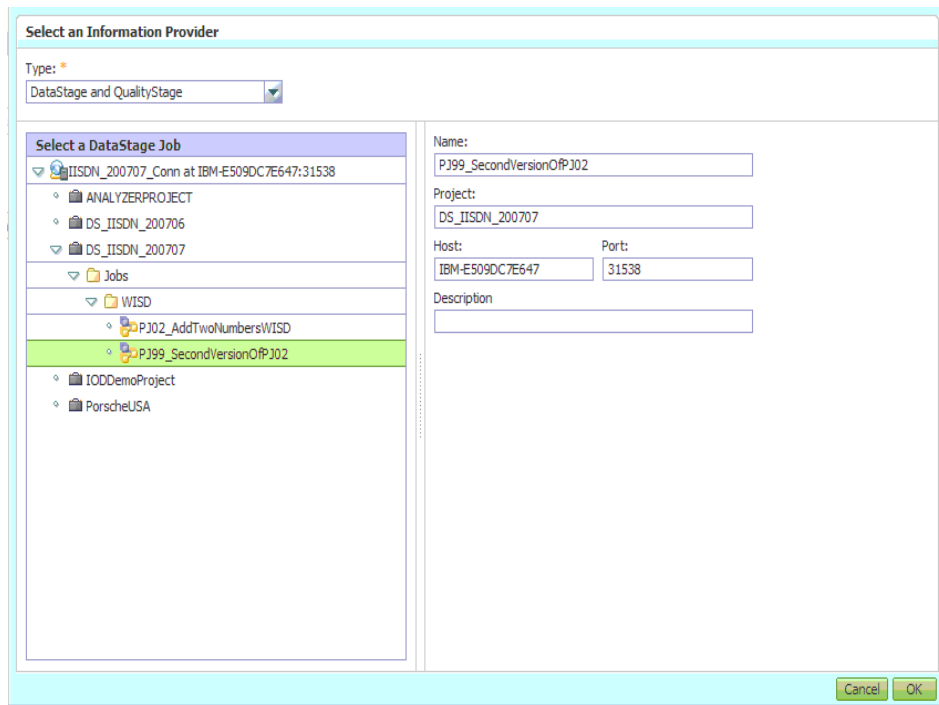 Select an Information Provider
Type: *
DataStage and QualityStage
Select a DataStage Job
IISDN_200707_Conn at IBM-E509DC7E647:31538
ANALYZERPROJECT
DS_IISDN_200706
DS_IISDN_200707
Jobs
WISD
PJ02_AddTwoNumbersWISD
PJ99_SecondVersionOfPJ02
IODDemoProject
PorscheUSA
Name:
PJ99_SecondVersionOfPJ02
Project:
DS_IISDN_200707
Host: Port:
IBM-E509DC7E647 31538
Description
Cancel OK